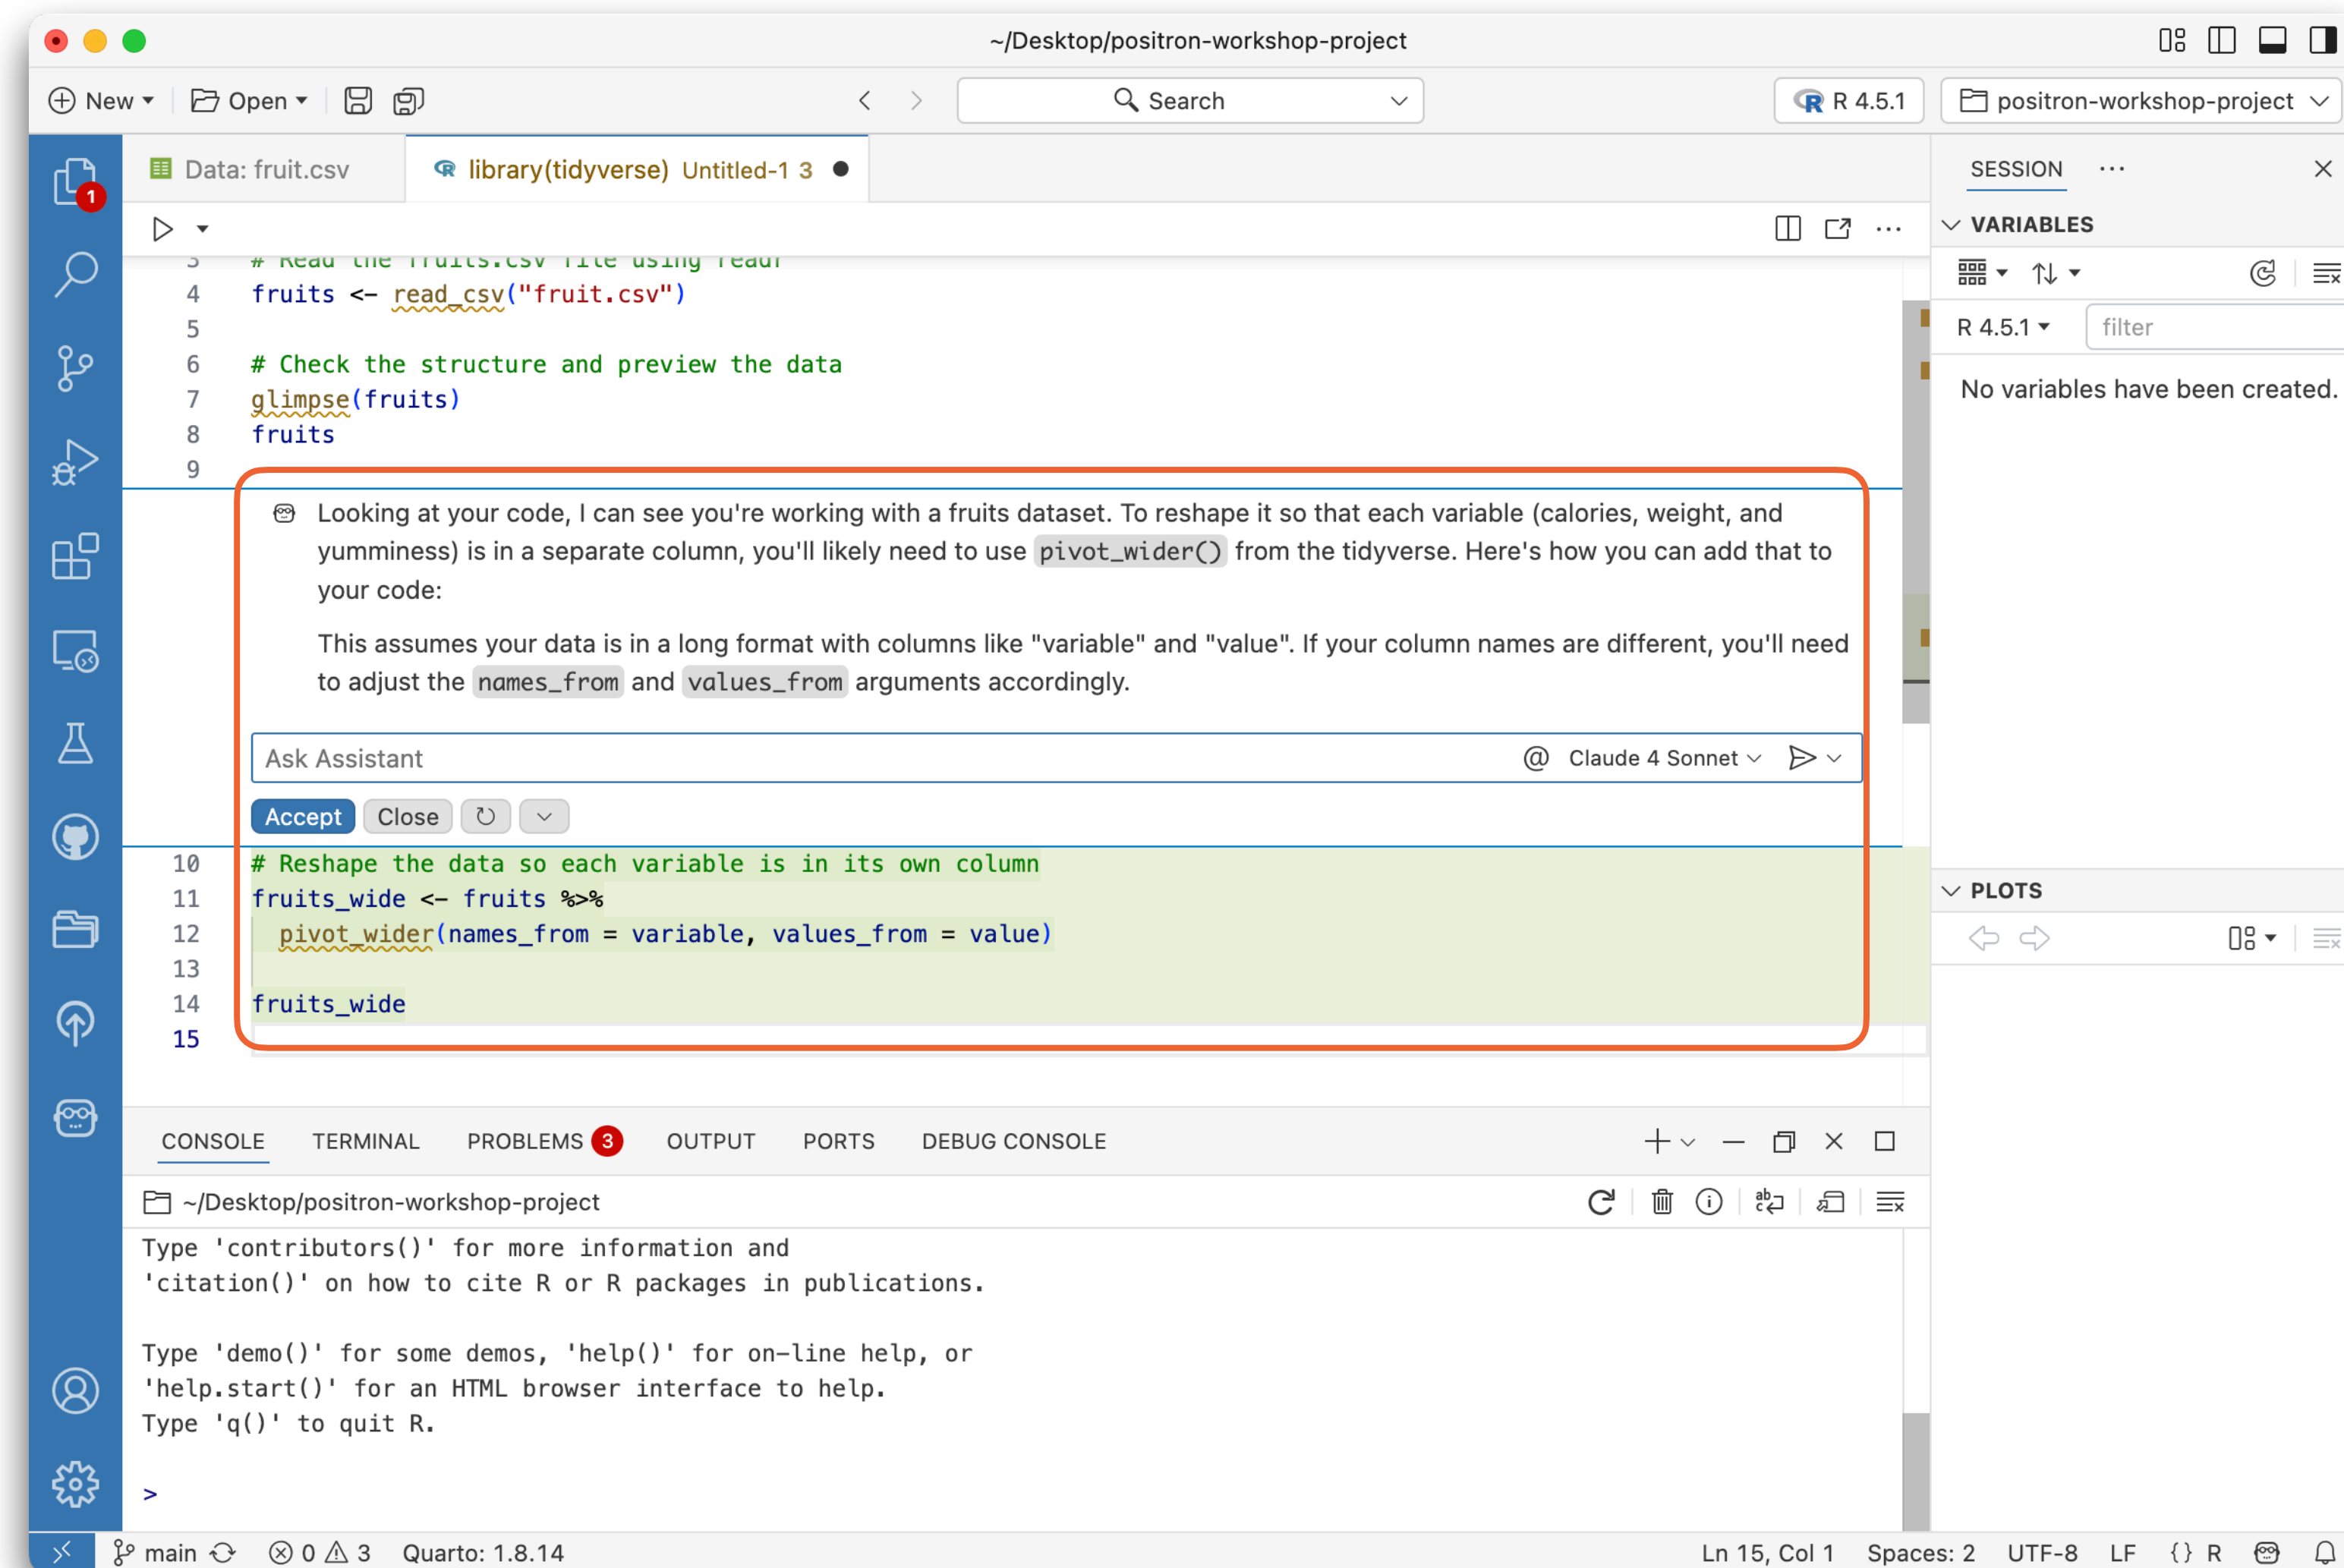 ~/Desktop/positron-workshop-project
New Open Search R 4.5.1 positron-workshop-project
1
Data: fruit.csv library(tidyverse) Untitled-1 3
3 # Read the fruits.csv file using readr
4 fruits <- read_csv("fruit.csv")
5
6 # Check the structure and preview the data
7 glimpse(fruits)
8 fruits
9
Looking at your code, I can see you're working with a fruits dataset. To reshape it so that each variable (calories, weight, and
yumminess) is in a separate column, you'll likely need to use pivot_wider() from the tidyverse. Here's how you can add that to
your code:
This assumes your data is in a long format with columns like "variable" and "value". If your column names are different, you'll need
to adjust the names_from and values_from arguments accordingly.
Ask Assistant @ Claude 4 Sonnet
Accept Close
10 # Reshape the data so each variable is in its own column
11 fruits_wide <- fruits %>%
12 pivot_wider(names_from = variable, values_from = value)
13
14 fruits_wide
15
SESSION
VARIABLES
R 4.5.1 filter
No variables have been created.
PLOTS
CONSOLE TERMINAL PROBLEMS 3 OUTPUT PORTS DEBUG CONSOLE
~/Desktop/positron-workshop-project
Type 'contributors()' for more information and
'citation()' on how to cite R or R packages in publications.
Type 'demo()' for some demos, 'help()' for on-line help, or
'help.start()' for an HTML browser interface to help.
Type 'q()' to quit R.
>
main 0 3 Quarto: 1.8.14 Ln 15, Col 1 Spaces: 2 UTF-8 LF {} R